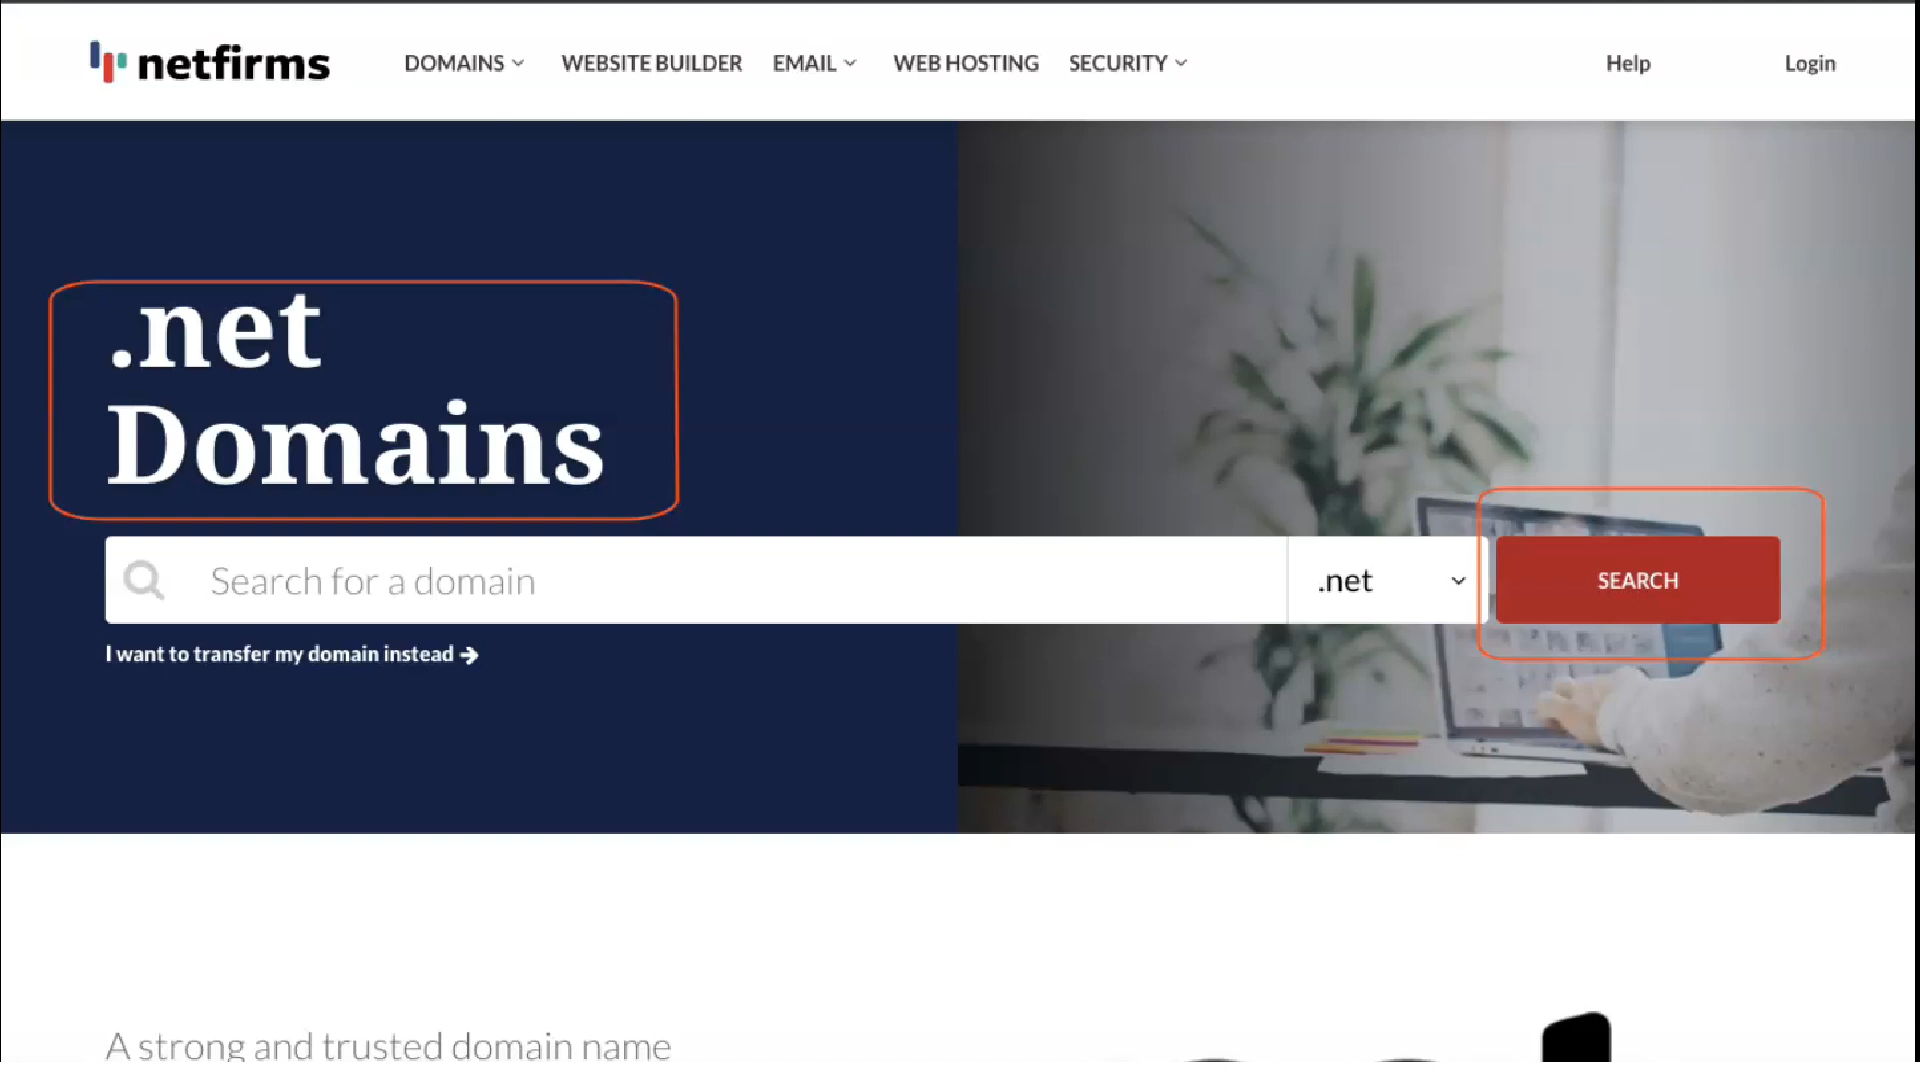 netfirms
DOMAINS
WEBSITE BUILDER
EMAIL
WEB HOSTING
SECURITY
Help
Login
.net
Domains
Search for a domain
.net
SEARCH
I want to transfer my domain instead
A strong and trusted domain name